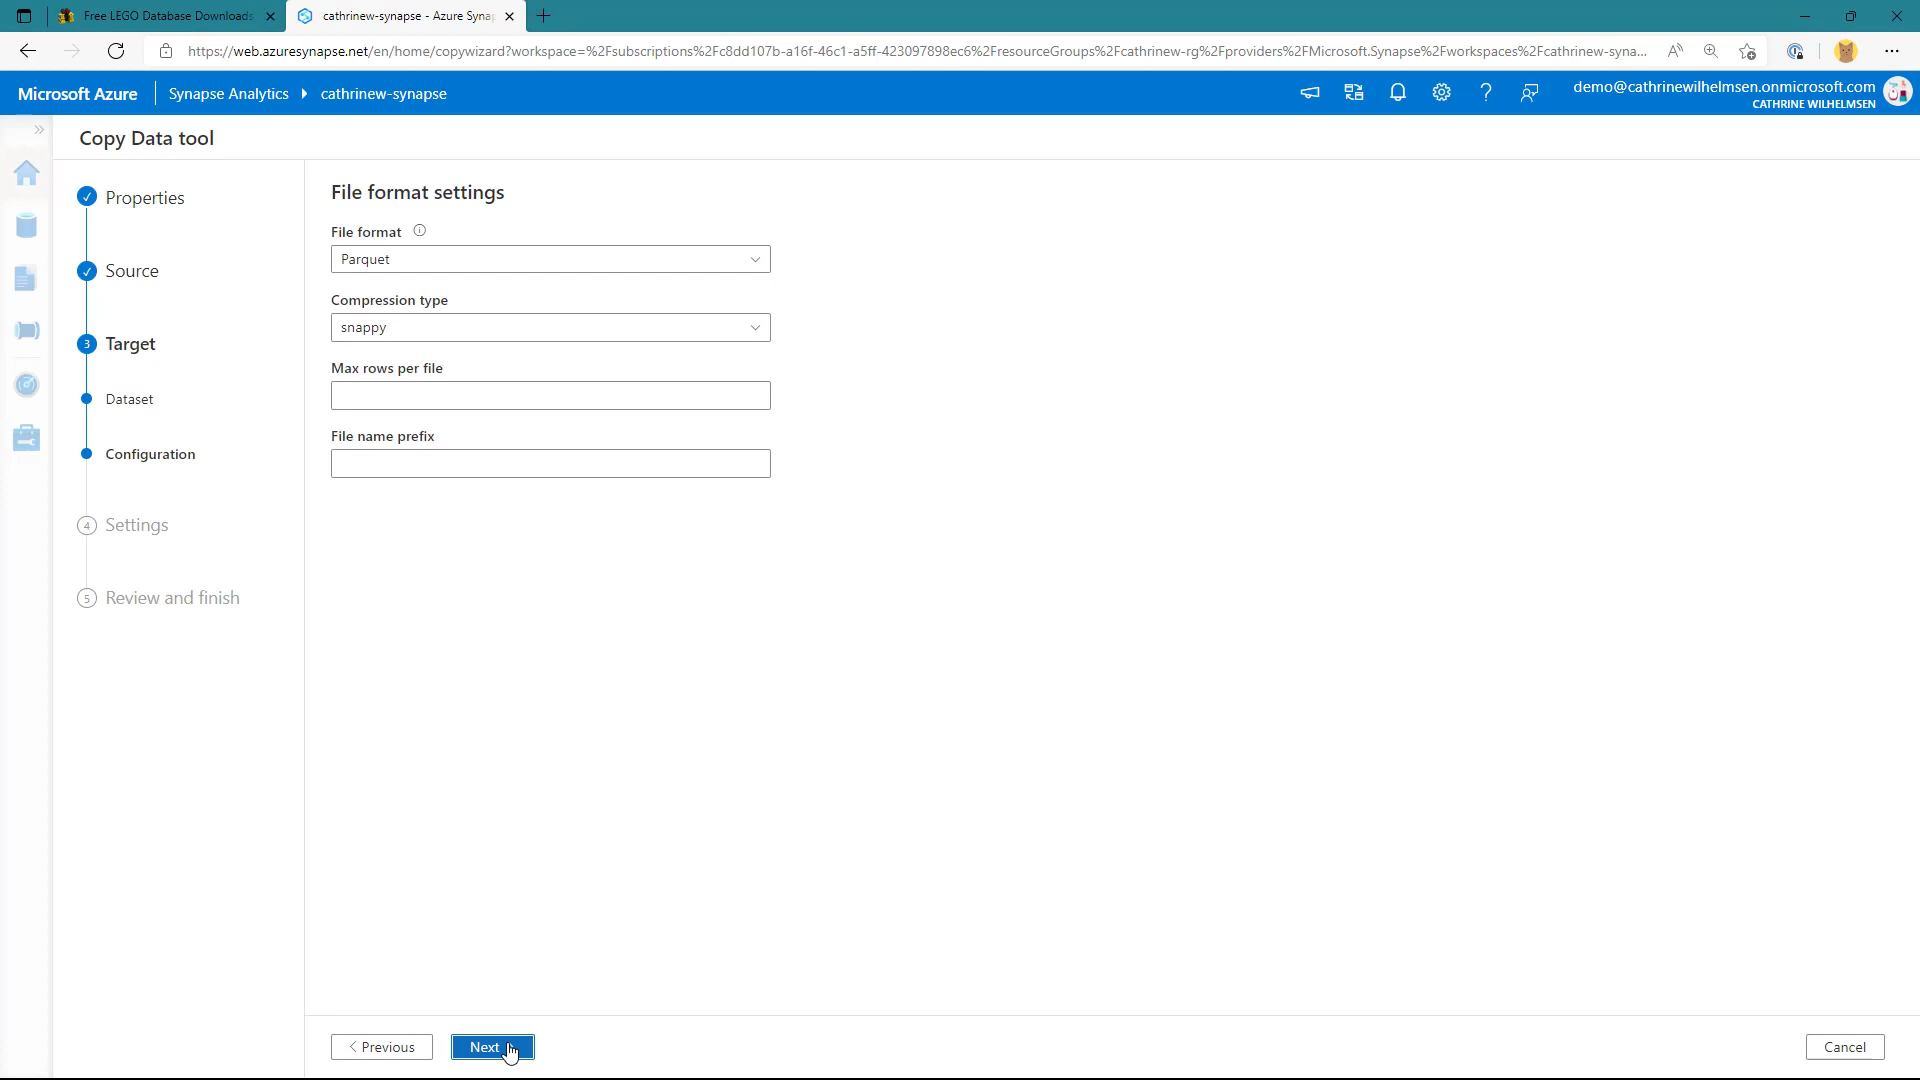 Free LEGO Database Downloads
cathrinew-synapse - Azure Syna
https://web.azuresynapse.net/en/home/copywizard?workspace=%2Fsubscriptions%2Fc8dd107b-a16f-46c1-a5ff-423097898ec6%2FresourceGroups%2Fcathrinew-rg%2Fproviders%2FMicrosoft.Synapse%2Fworkspaces%2Fcathrinew-syna...
Microsoft Azure
Synapse Analytics
cathrinew-synapse
demo@cathrinewilhelmsen.onmicrosoft.com
CATHRINE WILHELMSEN
Copy Data tool
Properties
Source
3 Target
Dataset
Configuration
4 Settings
5 Review and finish
File format settings
File format
Parquet
Compression type
snappy
Max rows per file
File name prefix
< Previous
Next
Cancel